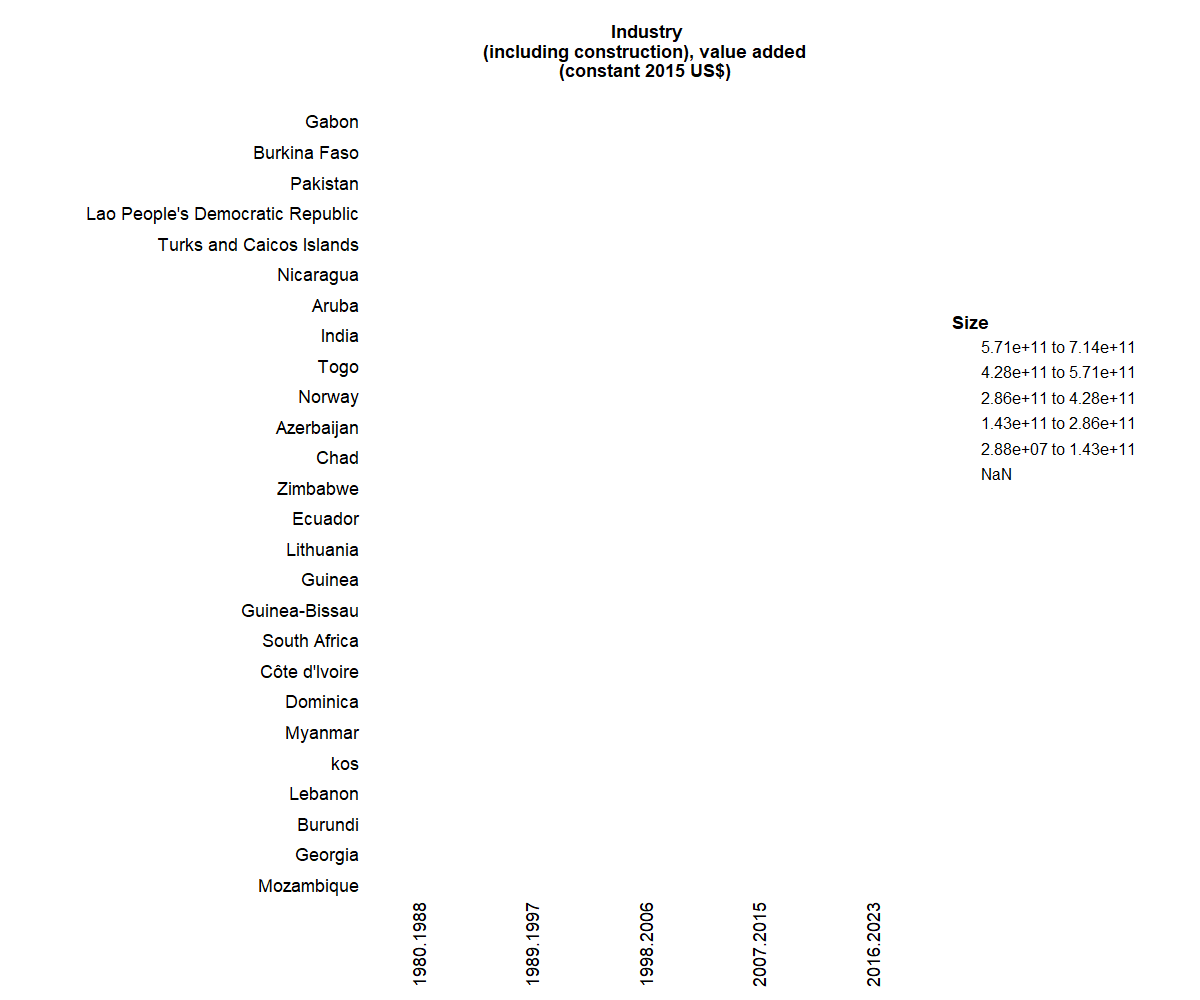 Industry
(including construction), value added
(constant 2015 US$)
Gabon
Burkina Faso
Pakistan
Lao People's Democratic Republic
Turks and Caicos Islands
Nicaragua
Aruba
India
Togo
Norway
Azerbaijan
Chad
Zimbabwe
Ecuador
Lithuania
Guinea
Guinea-Bissau
South Africa
Côte d'Ivoire
Dominica
Myanmar
kos
Lebanon
Burundi
Georgia
Mozambique
1980.1988
1989.1997
1998.2006
2007.2015
2016.2023
Size
5.71e+11 to 7.14e+11
4.28e+11 to 5.71e+11
2.86e+11 to 4.28e+11
1.43e+11 to 2.86e+11
2.88e+07 to 1.43e+11
NaN